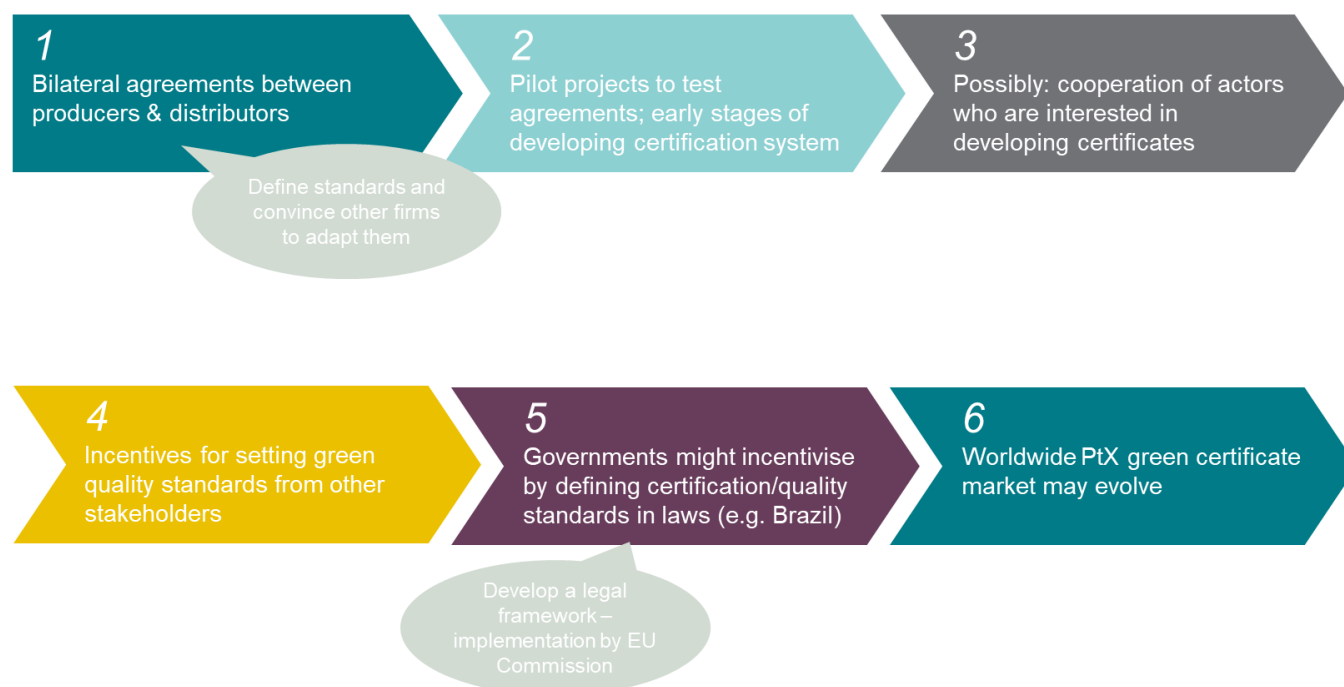 1
Bilateral agreements between
producers & distributors
Define standards and
convince other firms
to adapt them
2
Pilot projects to test
agreements; early stages of
developing certification system
3
Possibly: cooperation of actors
who are interested in
developing certificates
4
Incentives for setting green
quality standards from other
stakeholders
5
Governments might incentivise
by defining certification/quality
standards in laws (e.g. Brazil)
Develop a legal
framework –
implementation by EU
Commission
6
Worldwide PtX green certificate
market may evolve